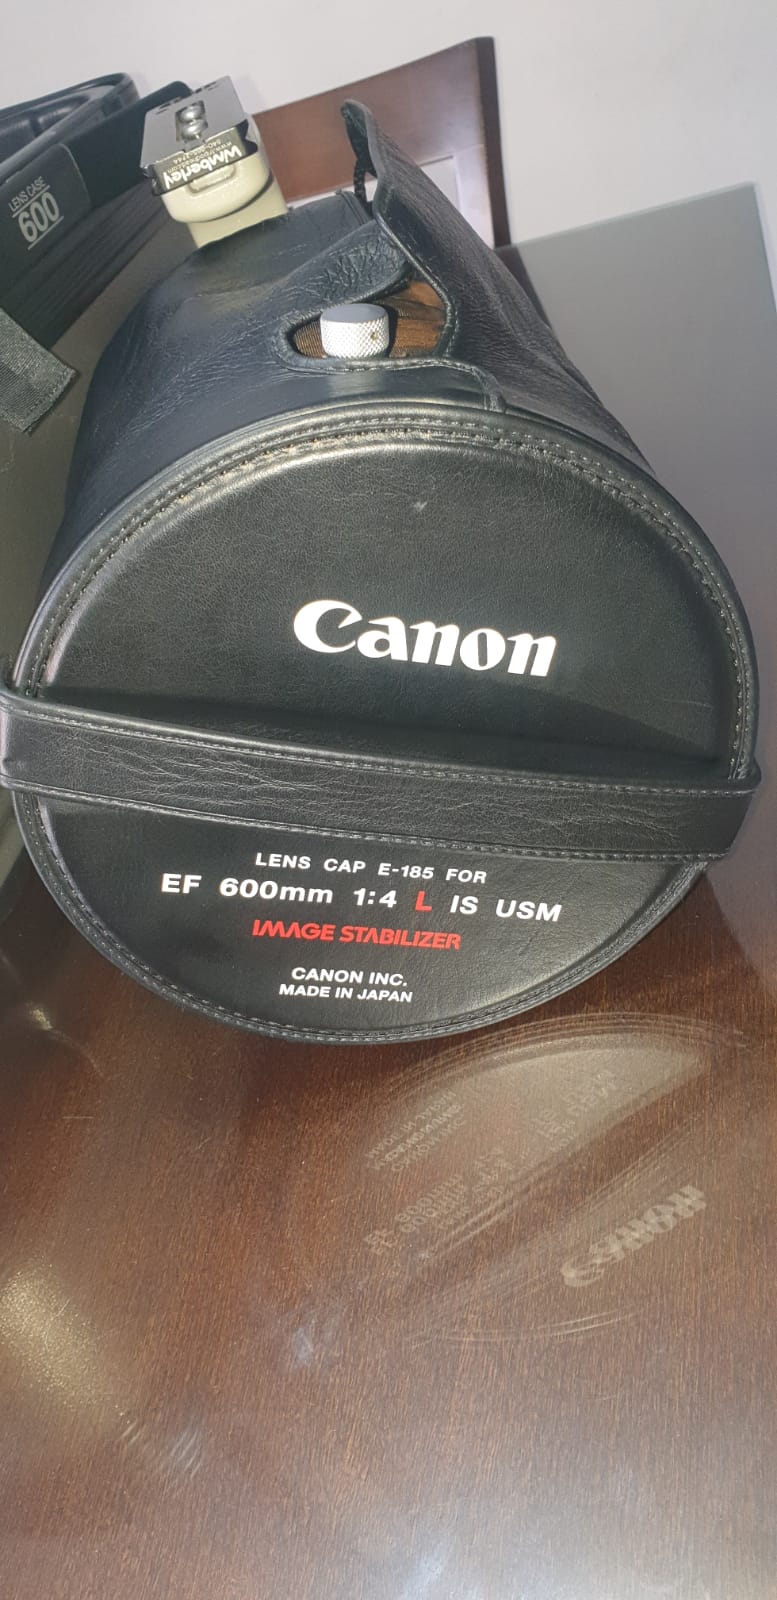 LENS CASE
600
Wimberley
Canon
LENS CAP E-185 FOR
EF 600mm 1:4 L IS USM
IMAGE STABILIZER
CANON INC.
MADE IN JAPAN